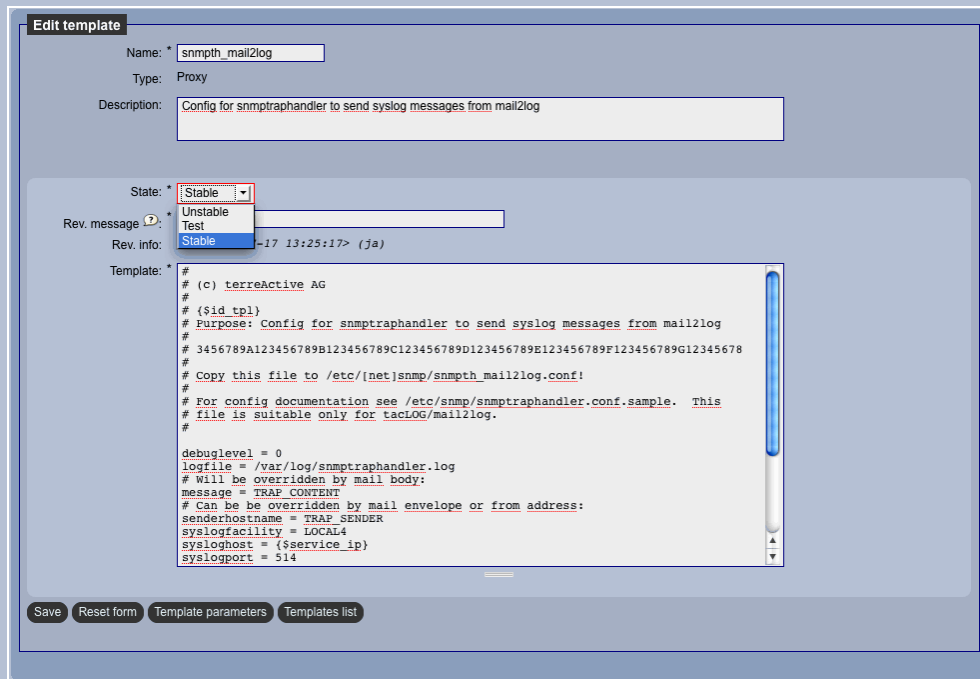 Edit template
Name: * snmpth_mail2log
Type: Proxy
Description: Config for snmptraphandler to send syslog messages from mail2log
State: * Stable
Unstable
Test
Stable
Rev. message ?: *
Rev. info: -17 13:25:17> (ja)
Template: *
#
# (c) terreActive AG
#
# {$id_tpl}
# Purpose: Config for snmptraphandler to send syslog messages from mail2log
#
# 3456789A123456789B123456789C123456789D123456789E123456789F123456789G12345678
#
# Copy this file to /etc/[net]snmp/snmpth_mail2log.conf!
#
# For config documentation see /etc/snmp/snmptraphandler.conf.sample.  This
# file is suitable only for tacLOG/mail2log.
#
debuglevel = 0
logfile = /var/log/snmptraphandler.log
# Will be overridden by mail body:
message = TRAP_CONTENT
# Can be be overridden by mail envelope or from address:
senderhostname = TRAP_SENDER
syslogfacility = LOCAL4
sysloghost = {$service_ip}
syslogport = 514
Save Reset form Template parameters Templates list